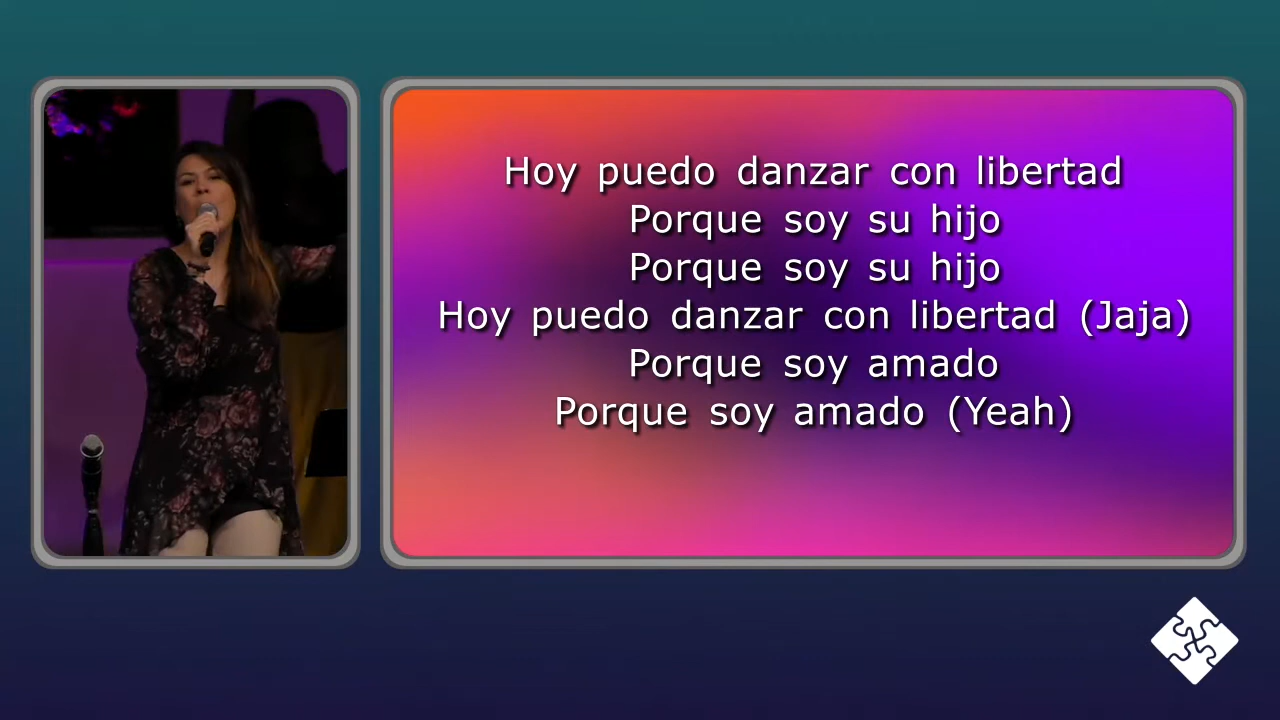 Hoy puedo danzar con libertad
Porque soy su hijo
Porque soy su hijo
Hoy puedo danzar con libertad (Jaja)
Porque soy amado
Porque soy amado (Yeah)